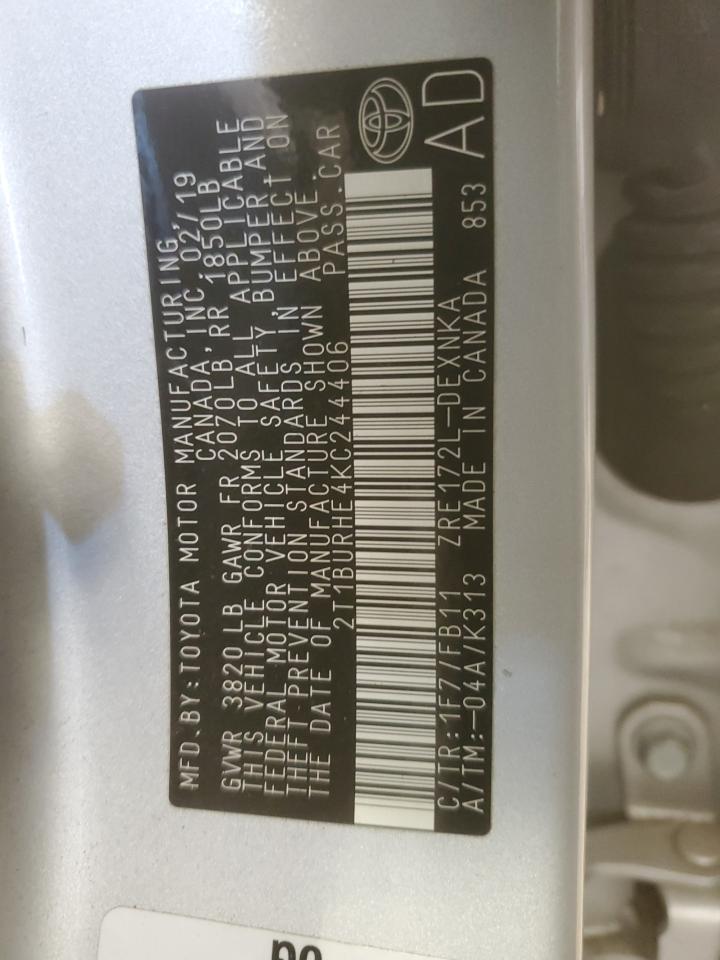 MFD.BY:TOYOTA MOTOR MANUFACTURING,
CANADA, INC. 02/19
GVWR 3820 LB GAWR FR 2070LB RR 1850LB
THIS VEHICLE CONFORMS TO ALL APPLICABLE
FEDERAL MOTOR VEHICLE SAFETY, BUMPER AND
THEFT PREVENTION STANDARDS IN EFFECT ON
THE DATE OF MANUFACTURE SHOWN ABOVE.
2T1BURHE4KC244406 PASS.CAR
C/TR:1F7/FB11 ZRE172L-DEXNKA
A/TM:-04A/K313 MADE IN CANADA 853
AD